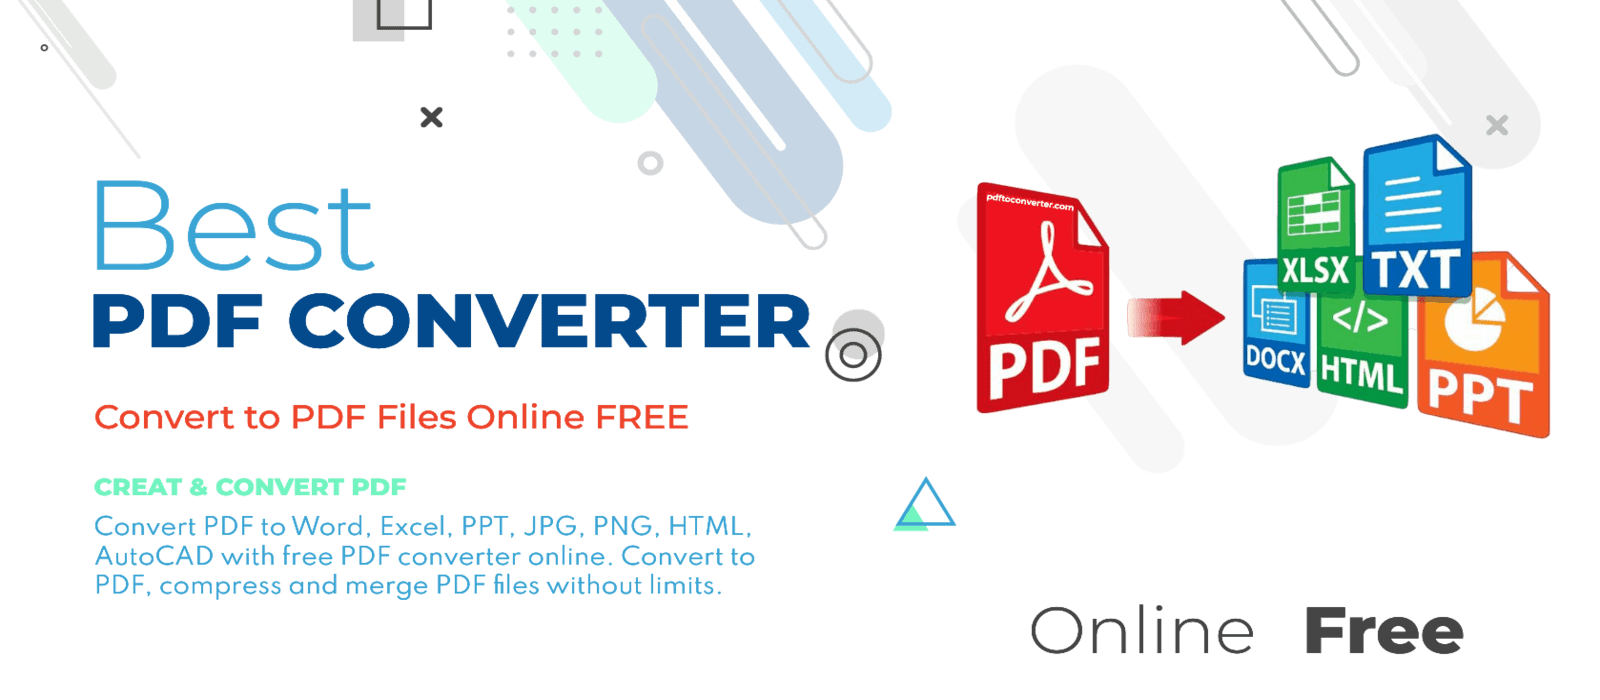 Best
PDF CONVERTER
Convert to PDF Files Online FREE
CREAT & CONVERT PDF
Convert PDF to Word, Excel, PPT, JPG, PNG, HTML,
AutoCAD with free PDF converter online. Convert to
PDF, compress and merge PDF files without limits.
pdftoconverter.com
PDF
XLSX
TXT
DOCX
</>
HTML
PPT
Online Free